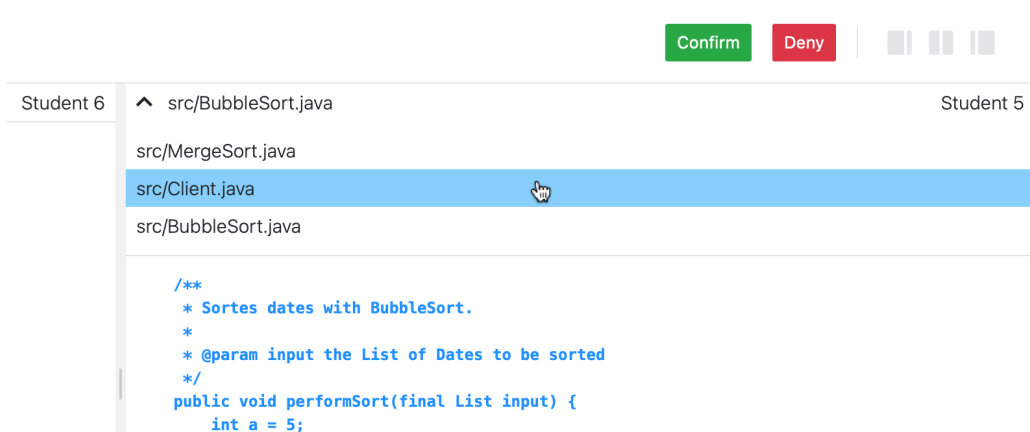 Confirm Deny
Student 6 src/BubbleSort.java Student 5
src/MergeSort.java
src/Client.java
src/BubbleSort.java
/**
 * Sortes dates with BubbleSort.
 *
 * @param input the List of Dates to be sorted
 */
public void performSort(final List input) {
    int a = 5;